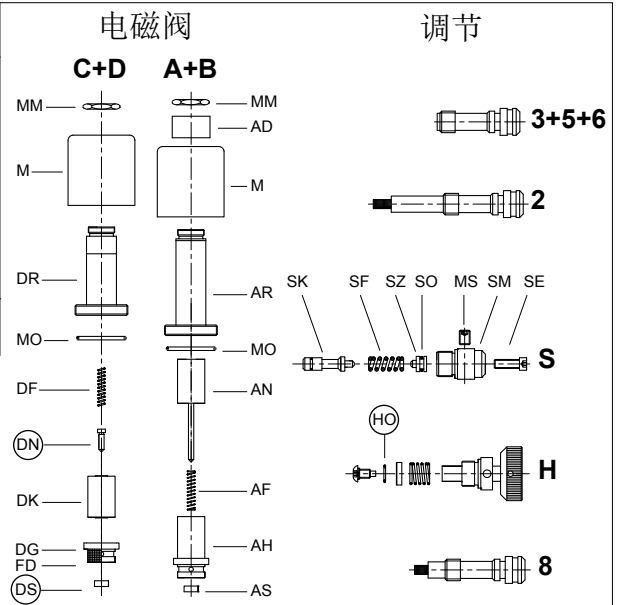 电磁阀
C+D A+B
MM
M
DR
MO
DF
DN
DK
DG
FD
DS
MM
AD
M
AR
MO
AN
AF
AH
AS
调节
3+5+6
2
SK SF SZ SO MS SM SE
S
HO
H
8